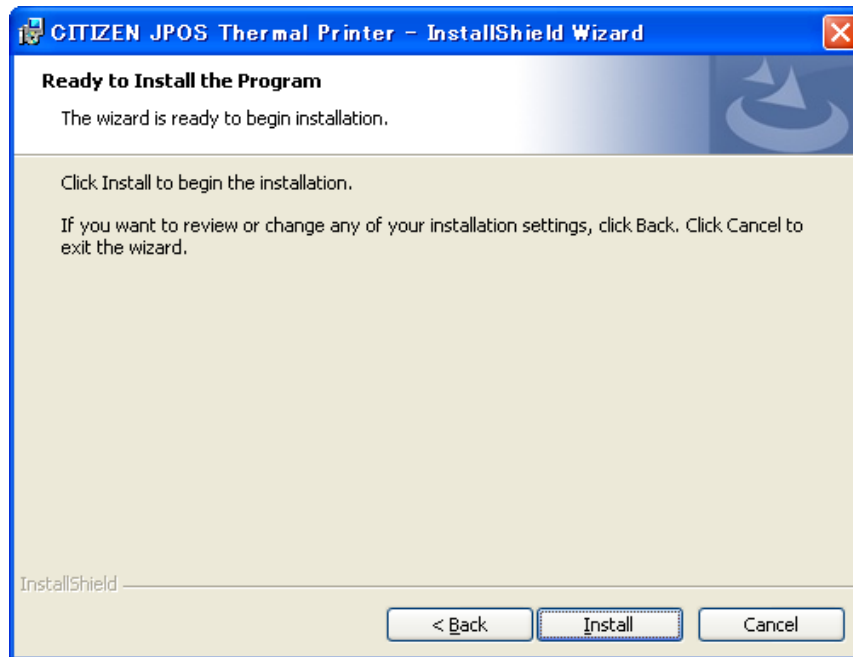 CITIZEN JPOS Thermal Printer - InstallShield Wizard
Ready to Install the Program
The wizard is ready to begin installation.
Click Install to begin the installation.
If you want to review or change any of your installation settings, click Back. Click Cancel to
exit the wizard.
InstallShield
< Back
Install
Cancel